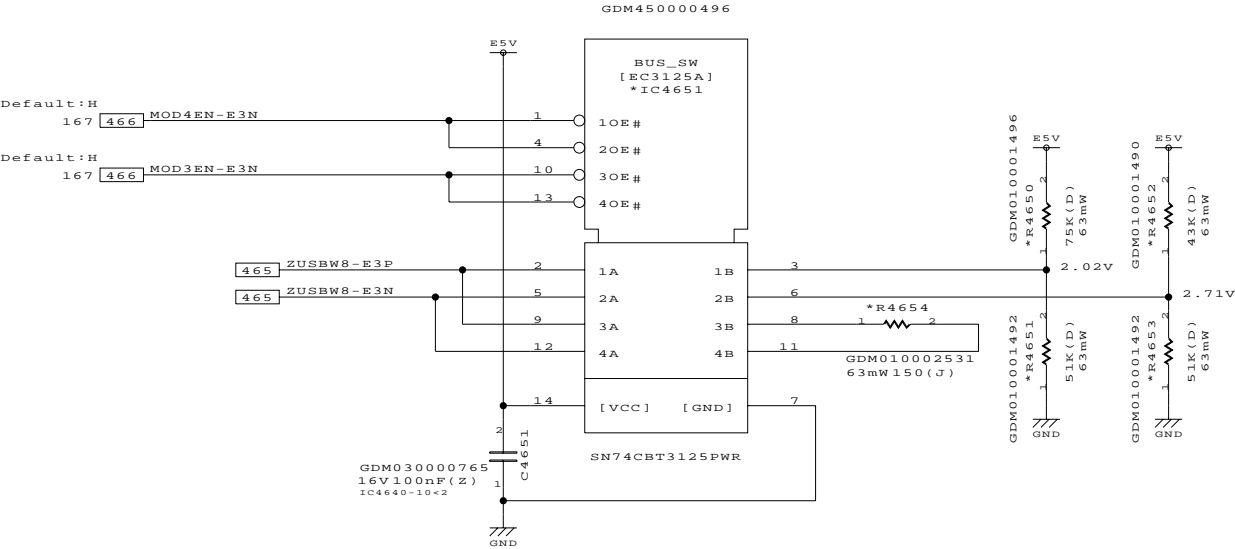 GDM450000496
E5V
BUS_SW
[EC3125A]
*IC4651
Default:H
167 466 MOD4EN-E3N
1 1OE#
4 2OE#
Default:H
167 466 MOD3EN-E3N
10 3OE#
13 4OE#
465 ZUSBW8-E3P
2 1A 1B 3
465 ZUSBW8-E3N
5 2A 2B 6
9 3A 3B 8
12 4A 4B 11
14 [VCC] [GND] 7
SN74CBT3125PWR
*R4654
1 2
GDM010002531
63mW150(J)
2
C4651
1
GDM030000765
16V100nF(Z)
IC4640-10<2
GND
E5V
GDM010001496
*R4650
2
1
75K(D)
63mW
2.02V
GDM010001492
*R4651
2
1
51K(D)
63mW
GND
E5V
GDM010001490
*R4652
2
1
43K(D)
63mW
2.71V
GDM010001492
*R4653
2
1
51K(D)
63mW
GND